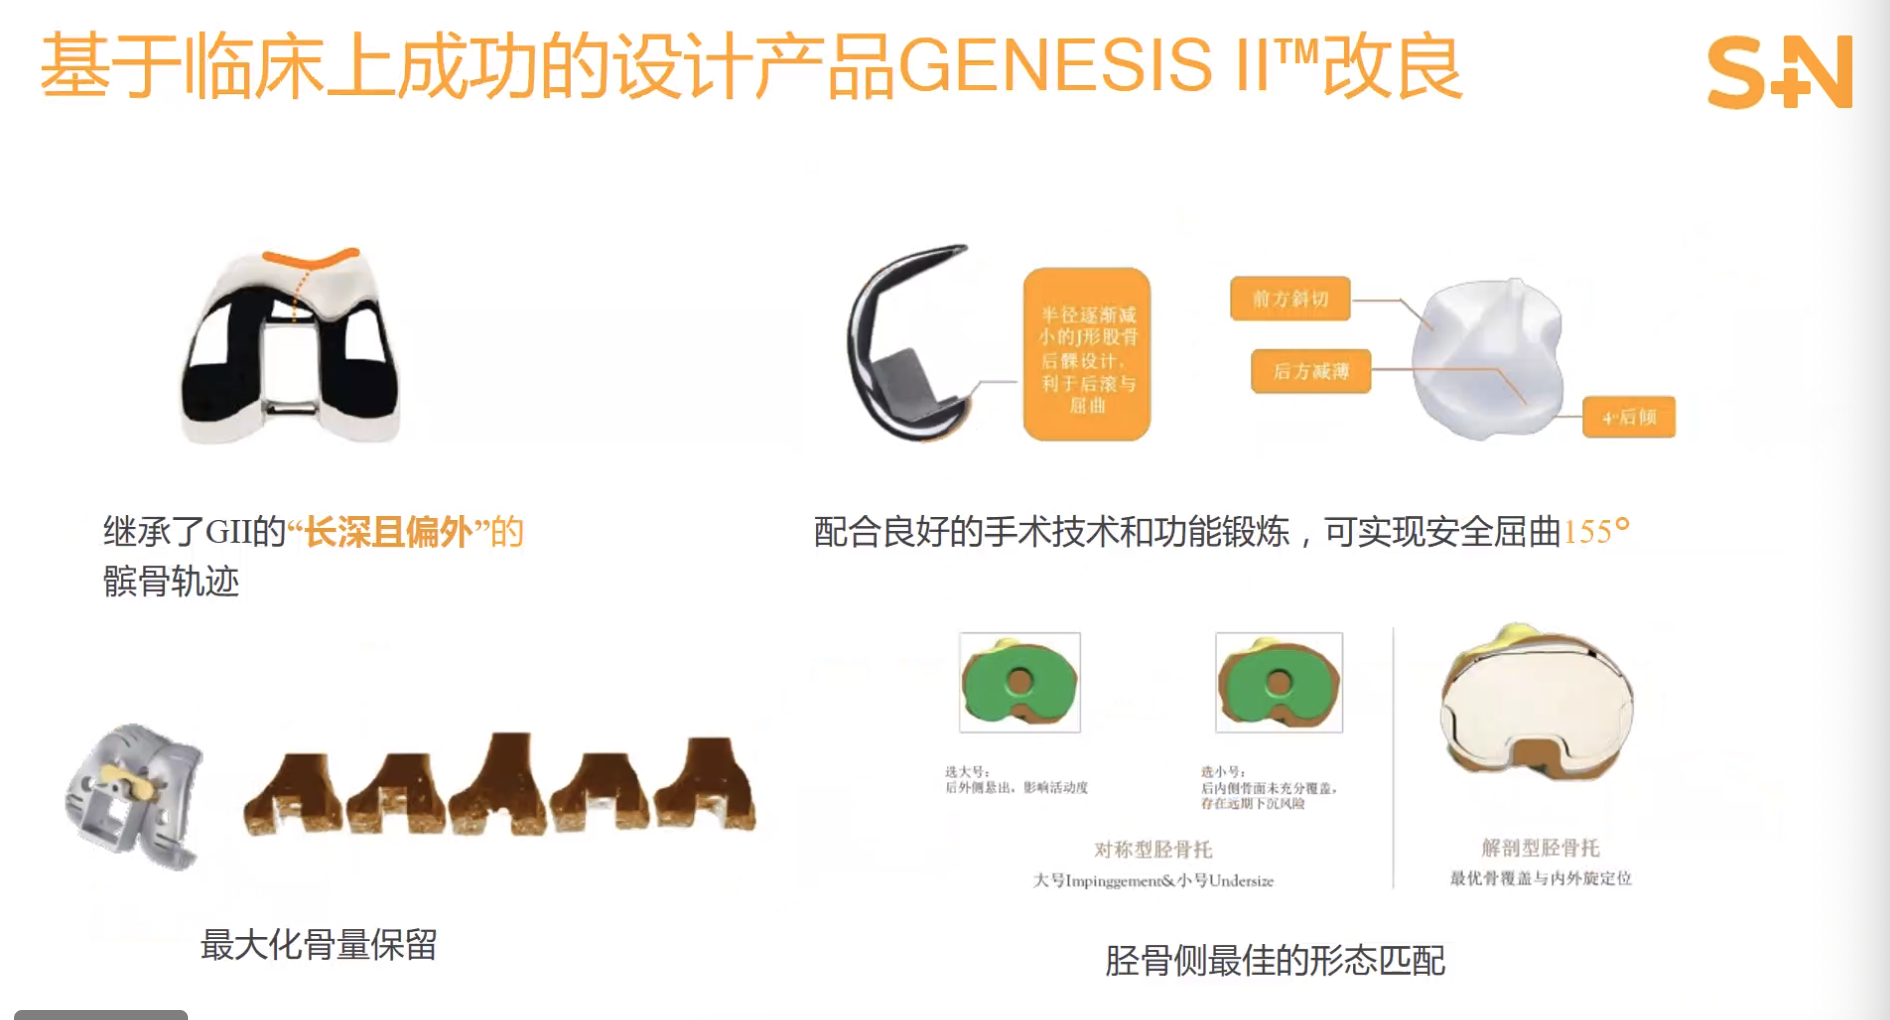 基于临床上成功的设计产品GENESIS II™改良
S+N
半径逐渐减
小的J形股骨
后髁设计，
利于后滚与
屈曲
前方斜切
后方减薄
4°后倾
继承了GII的“长深且偏外”的
髌骨轨迹
配合良好的手术技术和功能锻炼，可实现安全屈曲155°
选大号：
后外侧悬出，影响活动度
选小号：
后内侧骨面未充分覆盖，
存在远期下沉风险
对称型胫骨托
大号Impinggement&小号Undersize
解剖型胫骨托
最优骨覆盖与内外旋定位
最大化骨量保留
胫骨侧最佳的形态匹配